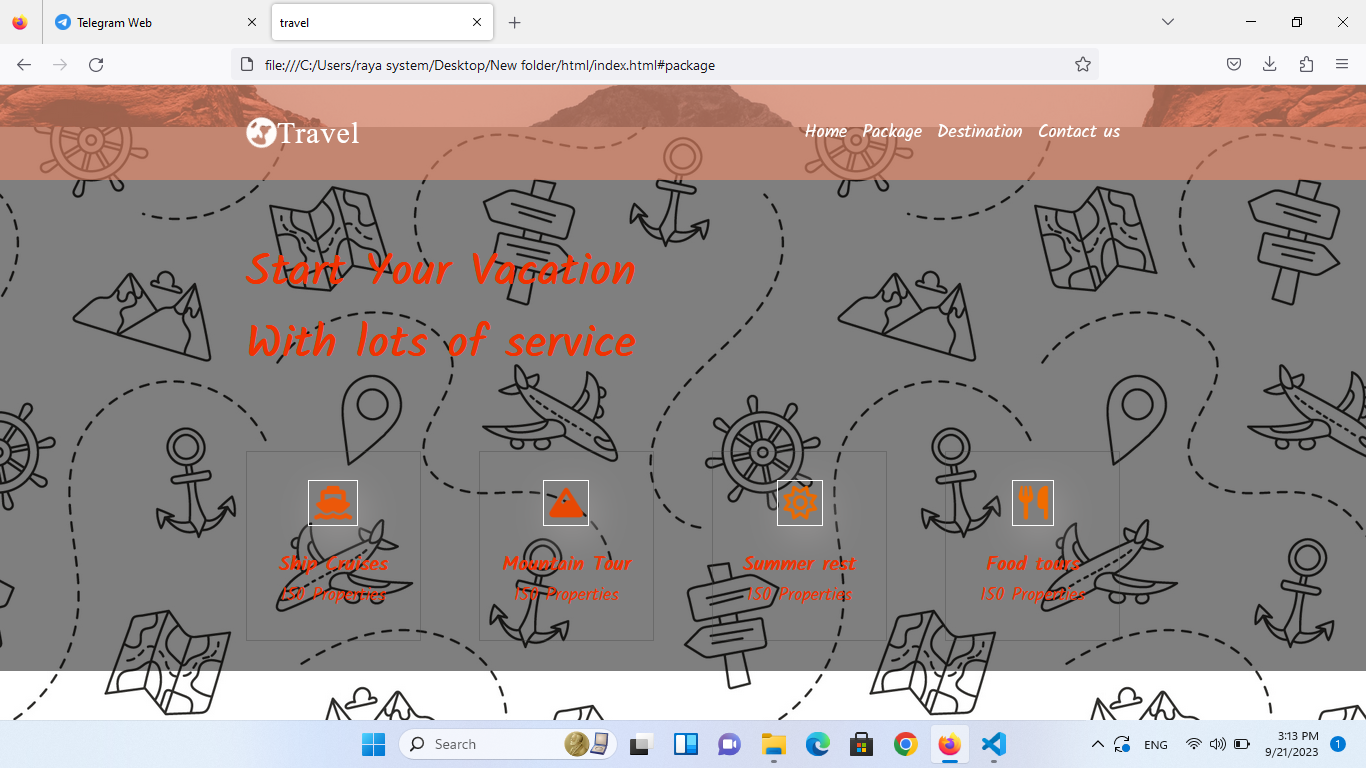 Telegram Web
travel
file:///C:/Users/raya system/Desktop/New folder/html/index.html#package
Travel
Home Package Destination Contact us
Start Your Vacation
With lots of service
Ship Cruises
150 Properties
Mountain Tour
150 Properties
Summer rest
150 Properties
Food tours
150 Properties
Search
ENG
3:13 PM
9/21/2023
1